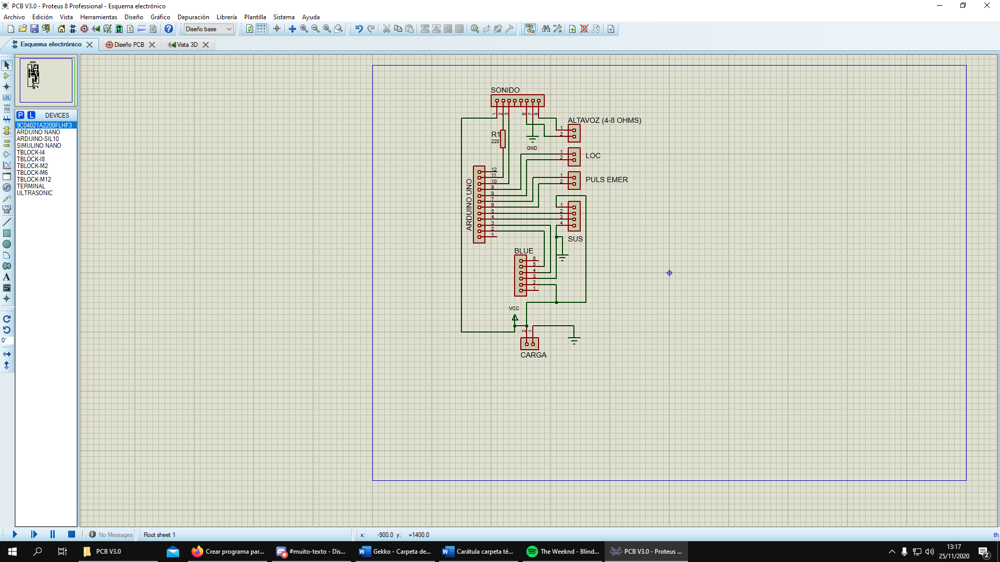 PCB V3.0 - Proteus 8 Professional - Esquema electrónico
Archivo Edición Vista Herramientas Diseño Gráfico Depuración Librería Plantilla Sistema Ayuda
Diseño base
Esquema electrónico Diseño PCB Vista 3D
P L DEVICES
9C04021A2200FLHF3
ARDUINO NANO
ARDUINO-SIL10
SIMULINO NANO
TBLOCK-I4
TBLOCK-I8
TBLOCK-M2
TBLOCK-M6
TBLOCK-M12
TERMINAL
ULTRASONIC
LBL
A
S
0°
SONIDO
1 2 3 6 7 8
ALTAVOZ (4-8 OHMS)
1
2
R1
220
GND
LOC
1
2
PULS EMER
1
2
ARDUINO UNO
12
11
10
9
8
7
6
5
4
3
2
1
1
2
3
4
SUS
BLUE
6
5
4
3
2
1
VCC
2 1
CARGA
No Messages Root sheet 1 x: -900.0 y: +1400.0 th
PCB V3.0 Crear programa par... #muito-texto - Dis... Gekko - Carpeta de... Carátula carpeta té... The Weeknd - Blind... PCB V3.0 - Proteus ...
13:17
25/11/2020
2